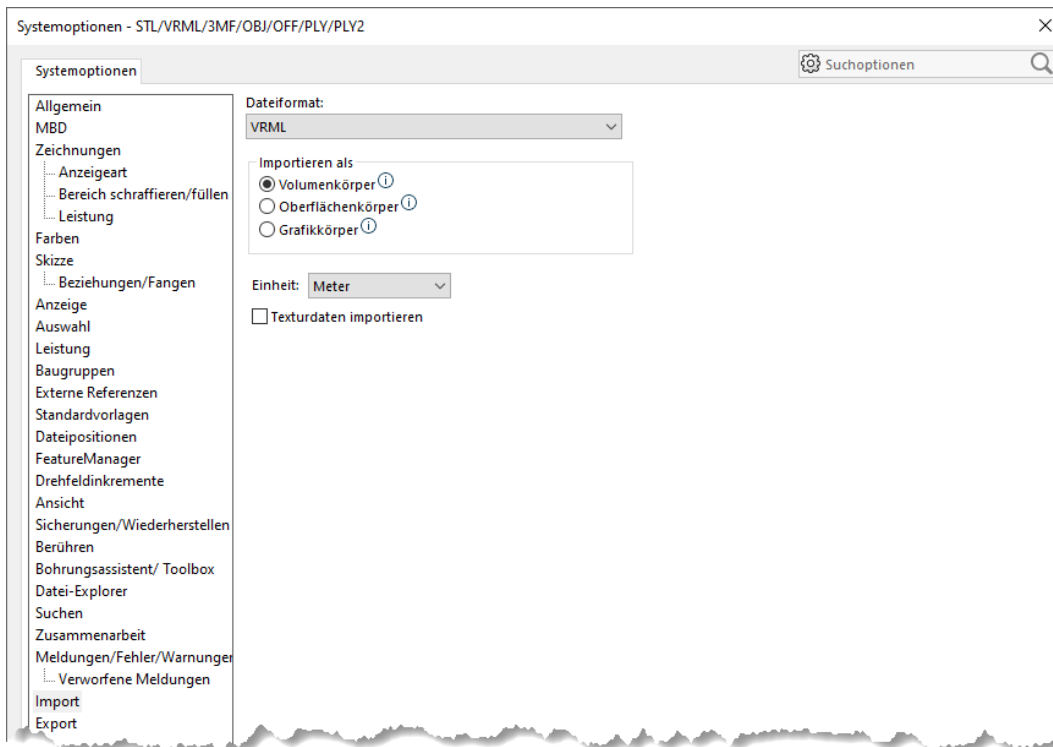 Systemoptionen - STL/VRML/3MF/OBJ/OFF/PLY/PLY2
Suchoptionen
Systemoptionen
Allgemein
MBD
Zeichnungen
Anzeigeart
Bereich schraffieren/füllen
Leistung
Farben
Skizze
Beziehungen/Fangen
Anzeige
Auswahl
Leistung
Baugruppen
Externe Referenzen
Standardvorlagen
Dateipositionen
FeatureManager
Drehfeldinkremente
Ansicht
Sicherungen/Wiederherstellen
Berühren
Bohrungsassistent/ Toolbox
Datei-Explorer
Suchen
Zusammenarbeit
Meldungen/Fehler/Warnungen
Verworfene Meldungen
Import
Export
Dateiformat:
VRML
Importieren als
Volumenkörper
Oberflächenkörper
Grafikkörper
Einheit: Meter
Texturdaten importieren